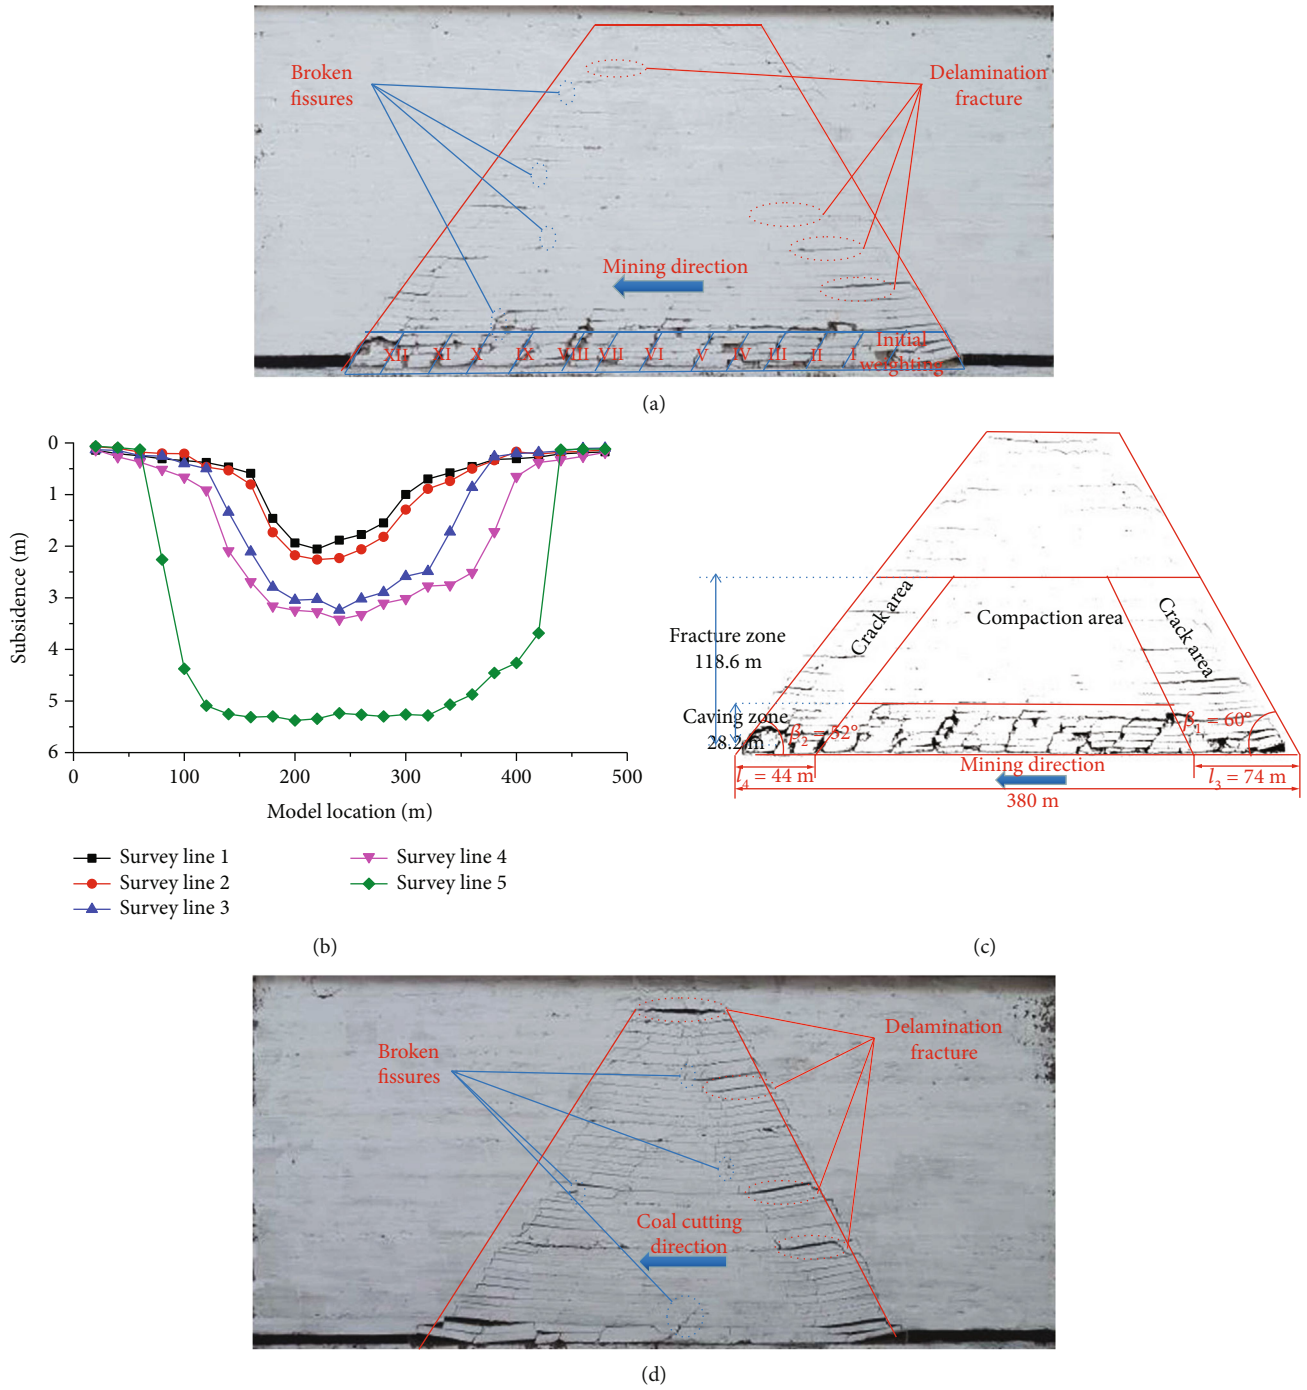 Broken
fissures
Delamination
fracture
Mining direction
XII XI X IX VIII VII VI V IV III II I Initial
weighting
(a)
0
1
2
3
4
5
6
Subsidence (m)
0 100 200 300 400 500
Model location (m)
Survey line 1
Survey line 2
Survey line 3
Survey line 4
Survey line 5
(b)
Crack area
Compaction area
Crack area
Fracture zone
118.6 m
Caving zone
28.2 m
β2 = 52°
β1 = 60°
l4 = 44 m
Mining direction
l3 = 74 m
380 m
(c)
Broken
fissures
Delamination
fracture
Coal cutting
direction
(d)